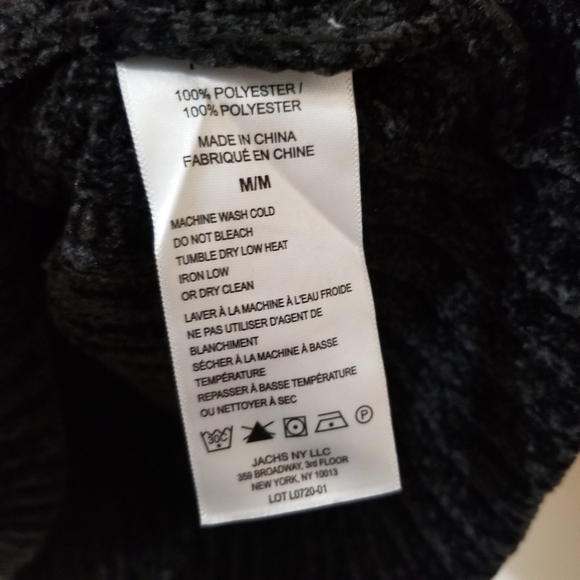 100% POLYESTER /
100% POLYESTER
MADE IN CHINA
FABRIQUÉ EN CHINE
M/M
MACHINE WASH COLD
DO NOT BLEACH
TUMBLE DRY LOW HEAT
IRON LOW
OR DRY CLEAN
LAVER À LA MACHINE À L'EAU FROIDE
NE PAS UTILISER D'AGENT DE
BLANCHIMENT
SÉCHER À LA MACHINE À BASSE
TEMPÉRATURE
REPASSER À BASSE TEMPÉRATURE
OU NETTOYER À SEC
30C P
JACHS NY LLC
359 BROADWAY, 3rd FLOOR
NEW YORK, NY 10013
LOT L0720-01